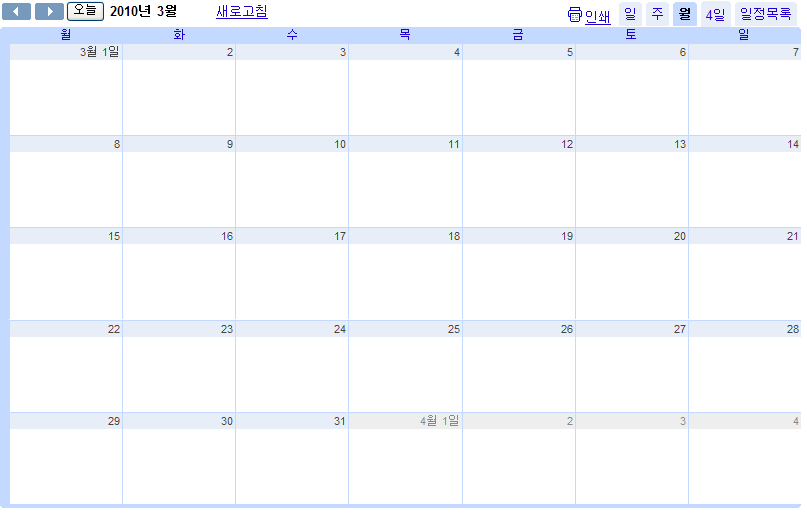 오늘 2010년 3월 새로고침 인쇄 일 주 월 4일 일정목록
월 화 수 목 금 토 일
3월 1일 2 3 4 5 6 7
8 9 10 11 12 13 14
15 16 17 18 19 20 21
22 23 24 25 26 27 28
29 30 31 4월 1일 2 3 4